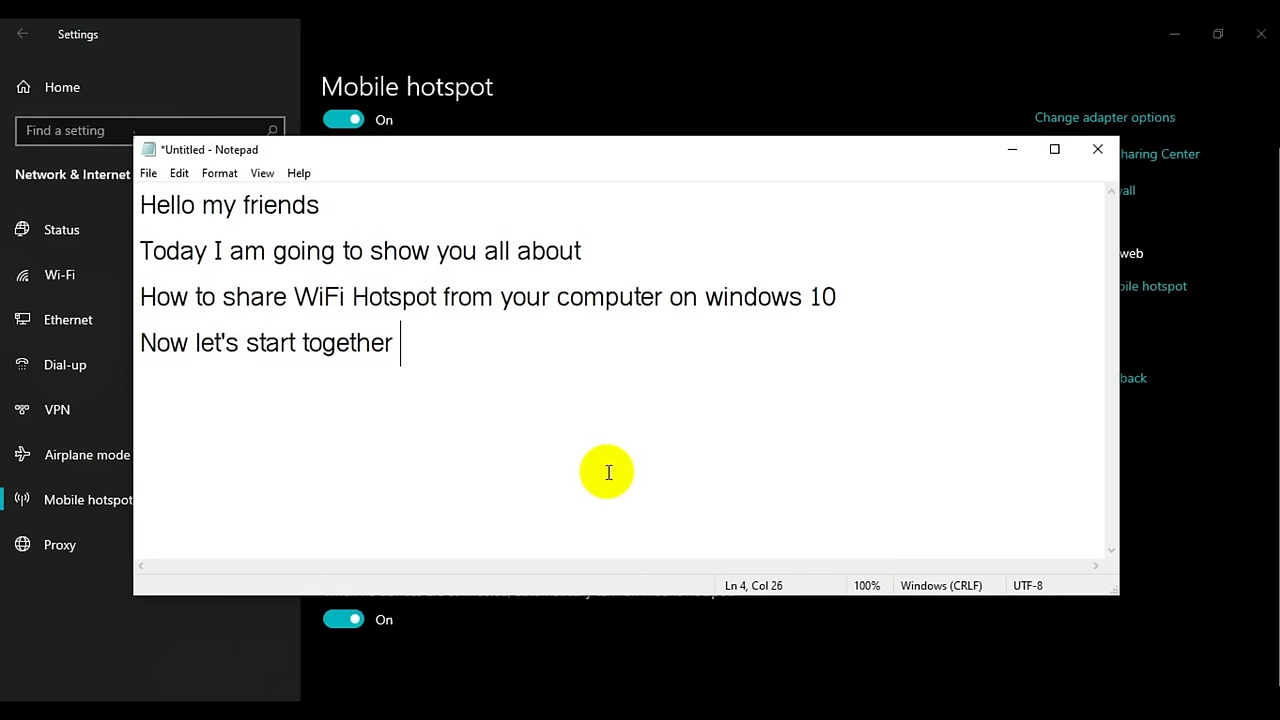 Settings
Home
Find a setting
Network & Internet
Status
Wi-Fi
Ethernet
Dial-up
VPN
Airplane mode
Mobile hotspot
Proxy
Mobile hotspot
On
*Untitled - Notepad
File Edit Format View Help
Hello my friends
Today I am going to show you all about
How to share WiFi Hotspot from your computer on windows 10
Now let's start together
Ln 4, Col 26
100%
Windows (CRLF)
UTF-8
On
Change adapter options
haring Center
wall
web
bile hotspot
back